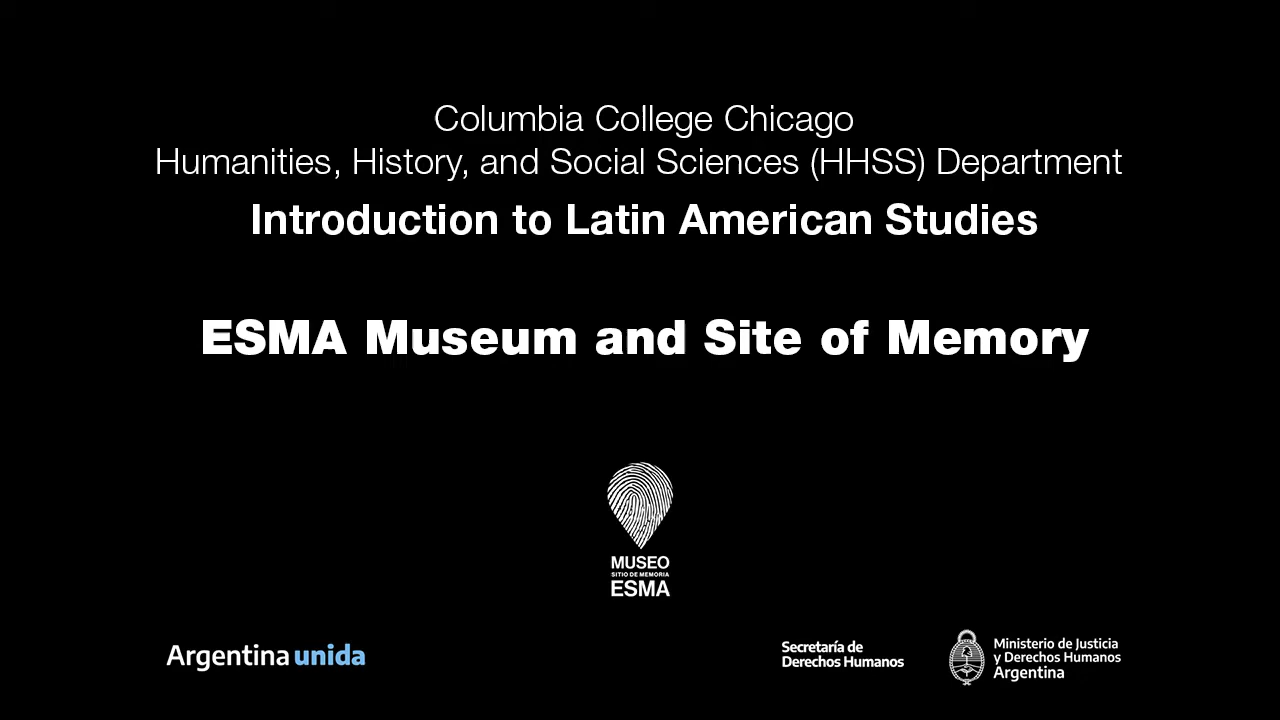 Columbia College Chicago
Humanities, History, and Social Sciences (HHSS) Department
Introduction to Latin American Studies
ESMA Museum and Site of Memory
MUSEO
SITIO DE MEMORIA
ESMA
Argentina unida
Secretaría de
Derechos Humanos
Ministerio de Justicia
y Derechos Humanos
Argentina